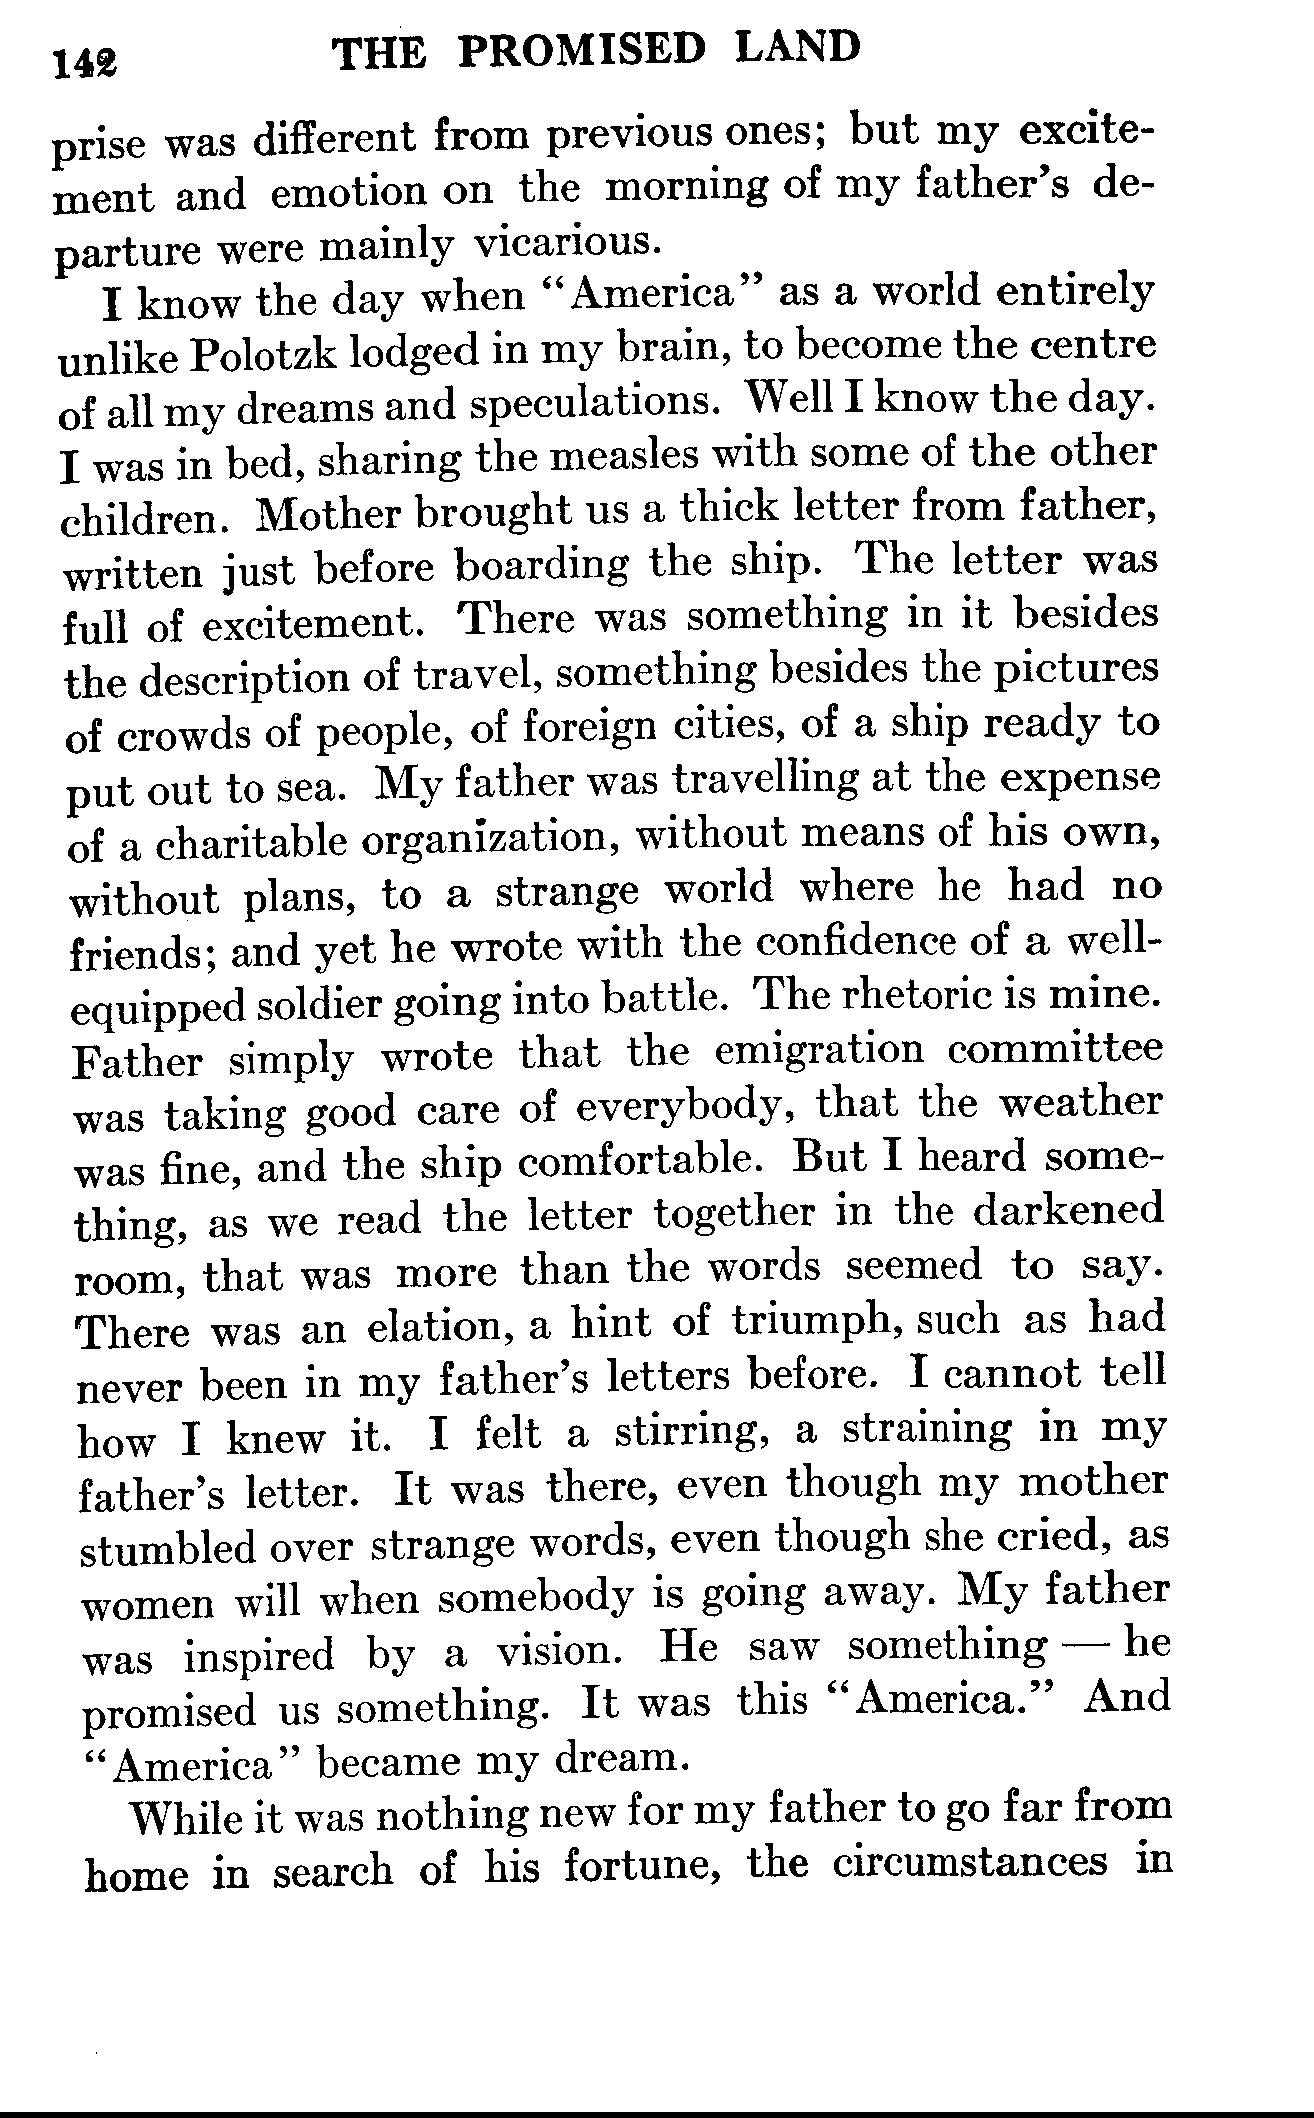 142 THE PROMISED LAND
prise was different from previous ones; but my excite-
ment and emotion on the morning of my father's de-
parture were mainly vicarious.
I know the day when "America" as a world entirely
unlike Polotzk lodged in my brain, to become the centre
of all my dreams and speculations. Well I know the day.
I was in bed, sharing the measles with some of the other
children. Mother brought us a thick letter from father,
written just before boarding the ship. The letter was
full of excitement. There was something in it besides
the description of travel, something besides the pictures
of crowds of people, of foreign cities, of a ship ready to
put out to sea. My father was travelling at the expense
of a charitable organization, without means of his own,
without plans, to a strange world where he had no
friends; and yet he wrote with the confidence of a well-
equipped soldier going into battle. The rhetoric is mine.
Father simply wrote that the emigration committee
was taking good care of everybody, that the weather
was fine, and the ship comfortable. But I heard some-
thing, as we read the letter together in the darkened
room, that was more than the words seemed to say.
There was an elation, a hint of triumph, such as had
never been in my father's letters before. I cannot tell
how I knew it. I felt a stirring, a straining in my
father's letter. It was there, even though my mother
stumbled over strange words, even though she cried, as
women will when somebody is going away. My father
was inspired by a vision. He saw something — he
promised us something. It was this "America." And
"America" became my dream.
While it was nothing new for my father to go far from
home in search of his fortune, the circumstances in